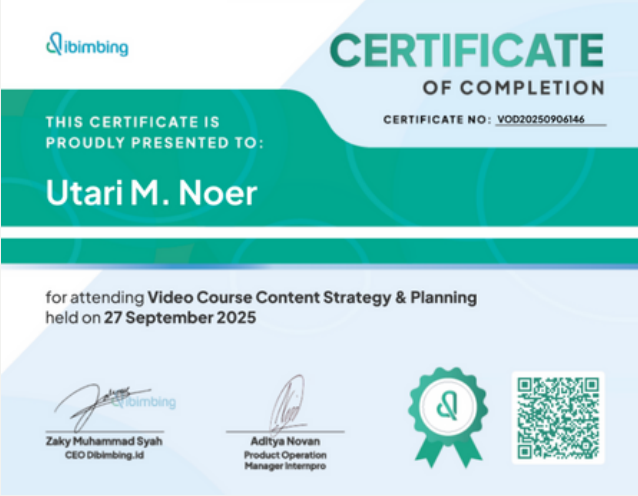 dibimbing
CERTIFICATE
OF COMPLETION
CERTIFICATE NO: VOD20250906146
THIS CERTIFICATE IS
PROUDLY PRESENTED TO:
Utari M. Noer
for attending Video Course Content Strategy & Planning
held on 27 September 2025
dibimbing
Zaky Muhammad Syah
CEO Dibimbing.id
Aditya Novan
Product Operation
Manager Internpro